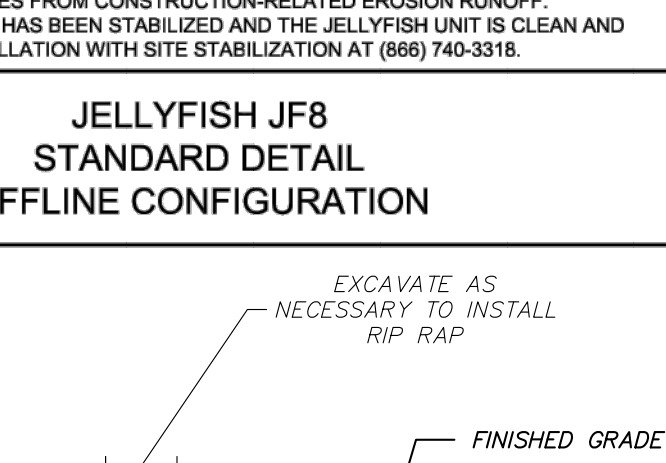 ES FROM CONSTRUCTION-RELATED EROSION RUNOFF.
HAS BEEN STABILIZED AND THE JELLYFISH UNIT IS CLEAN AND
LLATION WITH SITE STABILIZATION AT (866) 740-3318.
JELLYFISH JF8
STANDARD DETAIL
FFLINE CONFIGURATION
EXCAVATE AS
NECESSARY TO INSTALL
RIP RAP
FINISHED GRADE